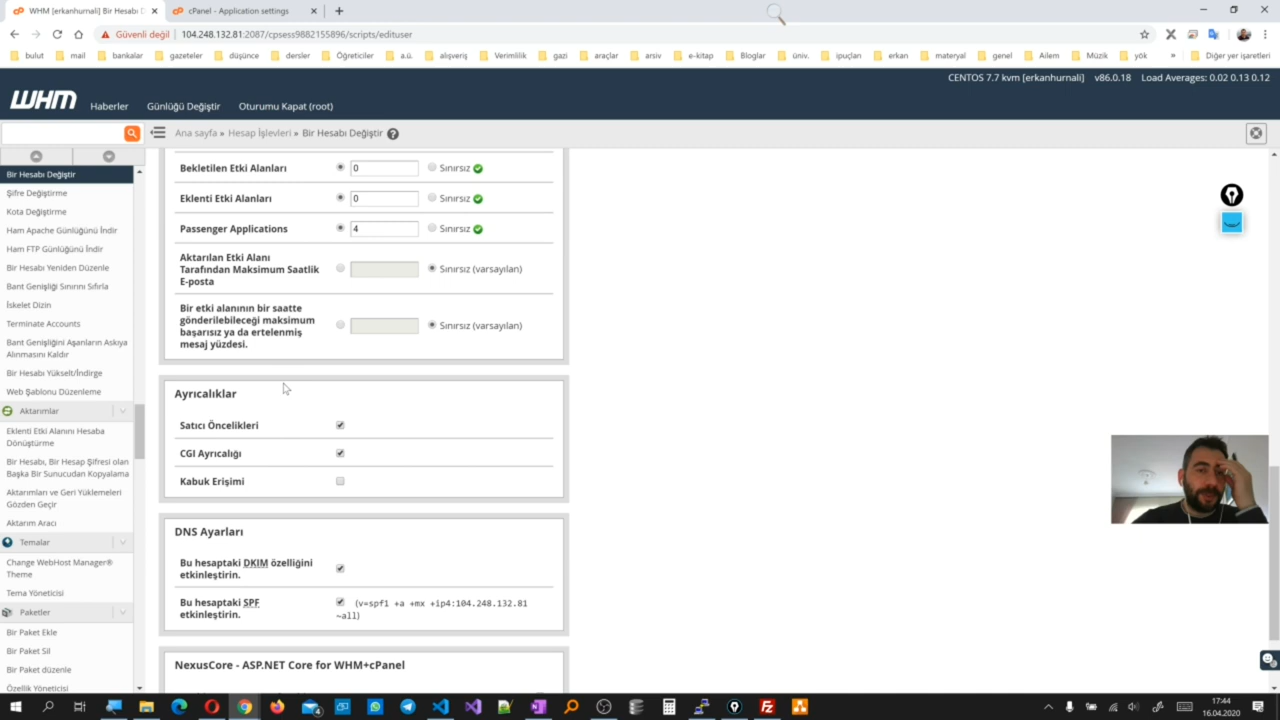 WHM [erkanhurnali] Bir Hesabı D
cPanel - Application settings
Güvenli değil
104.248.132.81:2087/cpsess9882155896/scripts/edituser
bulut
mail
bankalar
gazeteler
düşünce
dersler
Öğreticiler
a.ü.
alışveriş
Verimlilik
gazi
araçlar
arsiv
e-kitap
Bloglar
üniv.
ipuçları
erkan
materyal
genel
Ailem
Müzik
yök
»
Diğer yer işaretleri
CENTOS 7.7 kvm [erkanhurnali]
v86.0.18
Load Averages: 0.02 0.13 0.12
WHM
Haberler
Günlüğü Değiştir
Oturumu Kapat (root)
Ana sayfa » Hesap İşlevleri » Bir Hesabı Değiştir
Bir Hesabı Değiştir
Şifre Değiştirme
Kota Değiştirme
Ham Apache Günlüğünü İndir
Ham FTP Günlüğünü İndir
Bir Hesabı Yeniden Düzenle
Bant Genişliği Sınırını Sıfırla
İskelet Dizin
Terminate Accounts
Bant Genişliğini Aşanların Askıya
Alınmasını Kaldır
Bir Hesabı Yükselt/İndirge
Web Şablonu Düzenleme
Aktarımlar
Eklenti Etki Alanını Hesaba
Dönüştürme
Bir Hesabı, Bir Hesap Şifresi olan
Başka Bir Sunucudan Kopyalama
Aktarımları ve Geri Yüklemeleri
Gözden Geçir
Aktarım Aracı
Temalar
Change WebHost Manager®
Theme
Tema Yöneticisi
Paketler
Bir Paket Ekle
Bir Paket Sil
Bir Paket düzenle
Özellik Yöneticisi
Bekletilen Etki Alanları
0
Sınırsız
Eklenti Etki Alanları
0
Sınırsız
Passenger Applications
4
Sınırsız
Aktarılan Etki Alanı
Tarafından Maksimum Saatlik
E-posta
Sınırsız (varsayılan)
Bir etki alanının bir saatte
gönderilebileceği maksimum
başarısız ya da ertelenmiş
mesaj yüzdesi.
Sınırsız (varsayılan)
Ayrıcalıklar
Satıcı Öncelikleri
CGI Ayrıcalığı
Kabuk Erişimi
DNS Ayarları
Bu hesaptaki DKIM özelliğini
etkinleştirin.
Bu hesaptaki SPF
etkinleştirin.
(v=spf1 +a +mx +ip4:104.248.132.81
~all)
NexusCore - ASP.NET Core for WHM+cPanel
17:44
16.04.2020